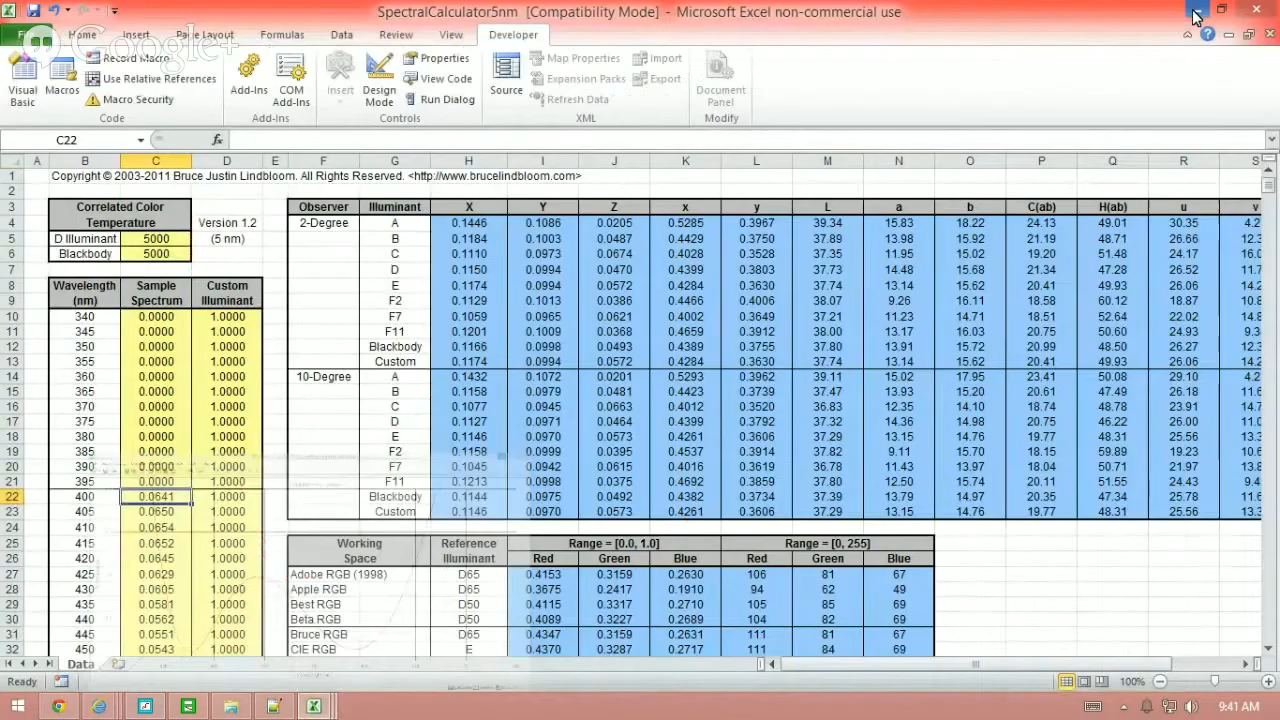 SpectralCalculator5nm [Compatibility Mode] - Microsoft Excel non-commercial use
File Home Insert Page Layout Formulas Data Review View Developer
Google+
Visual Basic Macros Record Macro Use Relative References Macro Security
Add-Ins COM Add-Ins Insert Design Mode Properties View Code Run Dialog
Source Map Properties Expansion Packs Refresh Data Import Export Document Panel
Code Add-Ins Controls XML Modify
C22 fx
A B C D E F G H I J K L M N O P Q R S
1 Copyright © 2003-2011 Bruce Justin Lindbloom. All Rights Reserved. <http://www.brucelindbloom.com>
2
3 Correlated Color Observer Illuminant X Y Z x y L a b C(ab) H(ab) u v
4 Temperature Version 1.2 2-Degree A 0.1446 0.1086 0.0205 0.5285 0.3967 39.34 15.83 18.22 24.13 49.01 30.35 4.2
5 D Illuminant 5000 (5 nm) B 0.1184 0.1003 0.0487 0.4429 0.3750 37.89 13.98 15.92 21.19 48.71 26.66 12.3
6 Blackbody 5000 C 0.1110 0.0973 0.0674 0.4028 0.3528 37.35 11.95 15.02 19.20 51.48 24.17 16.0
7 D 0.1150 0.0994 0.0470 0.4399 0.3803 37.73 14.48 15.68 21.34 47.28 26.52 11.7
8 Wavelength Sample Custom E 0.1174 0.0994 0.0572 0.4284 0.3630 37.74 13.14 15.62 20.41 49.93 26.06 14.2
9 (nm) Spectrum Illuminant F2 0.1129 0.1013 0.0386 0.4466 0.4006 38.07 9.26 16.11 18.58 60.12 18.87 10.8
10 340 0.0000 1.0000 F7 0.1059 0.0965 0.0621 0.4002 0.3649 37.21 11.23 14.71 18.51 52.64 22.02 14.8
11 345 0.0000 1.0000 F11 0.1201 0.1009 0.0368 0.4659 0.3912 38.00 13.17 16.03 20.75 50.60 24.93 9.3
12 350 0.0000 1.0000 Blackbody 0.1166 0.0998 0.0493 0.4389 0.3755 37.80 13.91 15.72 20.99 48.50 26.27 12.3
13 355 0.0000 1.0000 Custom 0.1174 0.0994 0.0572 0.4284 0.3630 37.74 13.14 15.62 20.41 49.93 26.06 14.2
14 360 0.0000 1.0000 10-Degree A 0.1432 0.1072 0.0201 0.5293 0.3962 39.11 15.02 17.95 23.41 50.08 29.10 4.2
15 365 0.0000 1.0000 B 0.1158 0.0979 0.0481 0.4423 0.3739 37.47 13.93 15.20 20.61 47.49 26.18 11.6
16 370 0.0000 1.0000 C 0.1077 0.0945 0.0663 0.4012 0.3520 36.83 12.35 14.10 18.74 48.78 23.91 14.9
17 375 0.0000 1.0000 D 0.1127 0.0971 0.0464 0.4399 0.3792 37.32 14.36 14.98 20.75 46.22 26.00 11.0
18 380 0.0000 1.0000 E 0.1146 0.0970 0.0573 0.4261 0.3606 37.29 13.15 14.76 19.77 48.31 25.56 13.5
19 385 0.0000 1.0000 F2 0.1158 0.0999 0.0395 0.4537 0.3914 37.82 9.70 15.70 18.15 59.89 19.23
20 390 0.0000 1.0000 F7 0.1045 0.0942 0.0615 0.4016 0.3619 36.78 11.43 13.97 18.04 50.71 21.97 13.8
21 395 0.0000 1.0000 F11 0.1213 0.0998 0.0369 0.4692 0.3859 37.80 12.50 15.74 20.11 51.55 24.43 9.1
22 400 0.0641 1.0000 Blackbody 0.1144 0.0975 0.0492 0.4382 0.3734 37.39 13.79 14.97 20.35 47.34 25.78 11.6
23 405 0.0650 1.0000 Custom 0.1146 0.0970 0.0573 0.4261 0.3606 37.29 13.15 14.76 19.77 48.31 25.56 13.5
24 410 0.0654 1.0000
25 415 0.0652 1.0000 Working Reference Range = [0.0, 1.0] Range = [0, 255]
26 420 0.0645 1.0000 Space Illuminant Red Green Blue Red Green Blue
27 425 0.0629 1.0000 Adobe RGB (1998) D65 0.4153 0.3159 0.2630 106 81 67
28 430 0.0605 1.0000 Apple RGB D65 0.3675 0.2417 0.1910 94 62 49
29 435 0.0581 1.0000 Best RGB D50 0.4115 0.3317 0.2710 105 85 69
30 440 0.0562 1.0000 Beta RGB D50 0.4089 0.3227 0.2689 104 82 69
31 445 0.0551 1.0000 Bruce RGB D65 0.4347 0.3159 0.2631 111 81 67
32 450 0.0543 1.0000 CIE RGB E 0.4370 0.3287 0.2717 111 84 69
Data
Ready 100%
9:41 AM